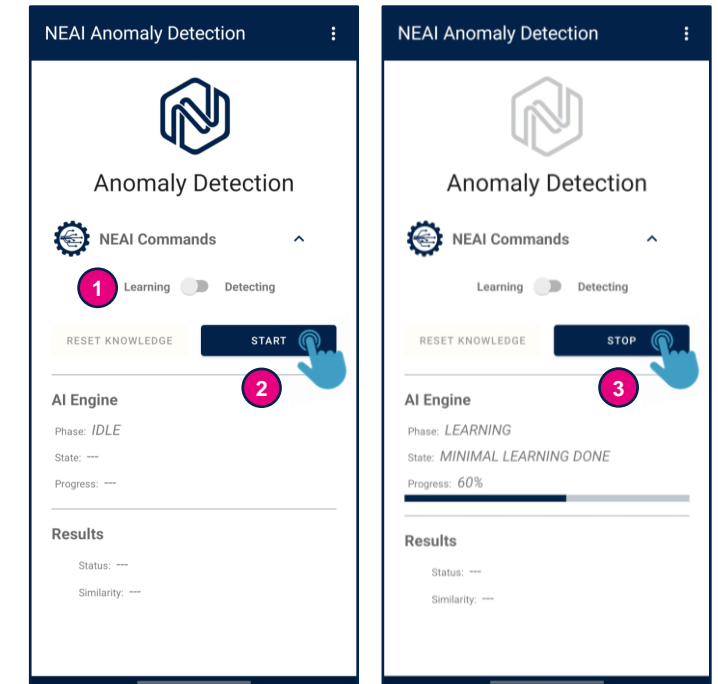 NEAI Anomaly Detection
Anomaly Detection
NEAI Commands
1 Learning Detecting
RESET KNOWLEDGE START
2
AI Engine
Phase: IDLE
State: ---
Progress: ---
Results
Status: ---
Similarity: ---
NEAI Anomaly Detection
Anomaly Detection
NEAI Commands
Learning Detecting
RESET KNOWLEDGE STOP
3
AI Engine
Phase: LEARNING
State: MINIMAL LEARNING DONE
Progress: 60%
Results
Status: ---
Similarity: ---